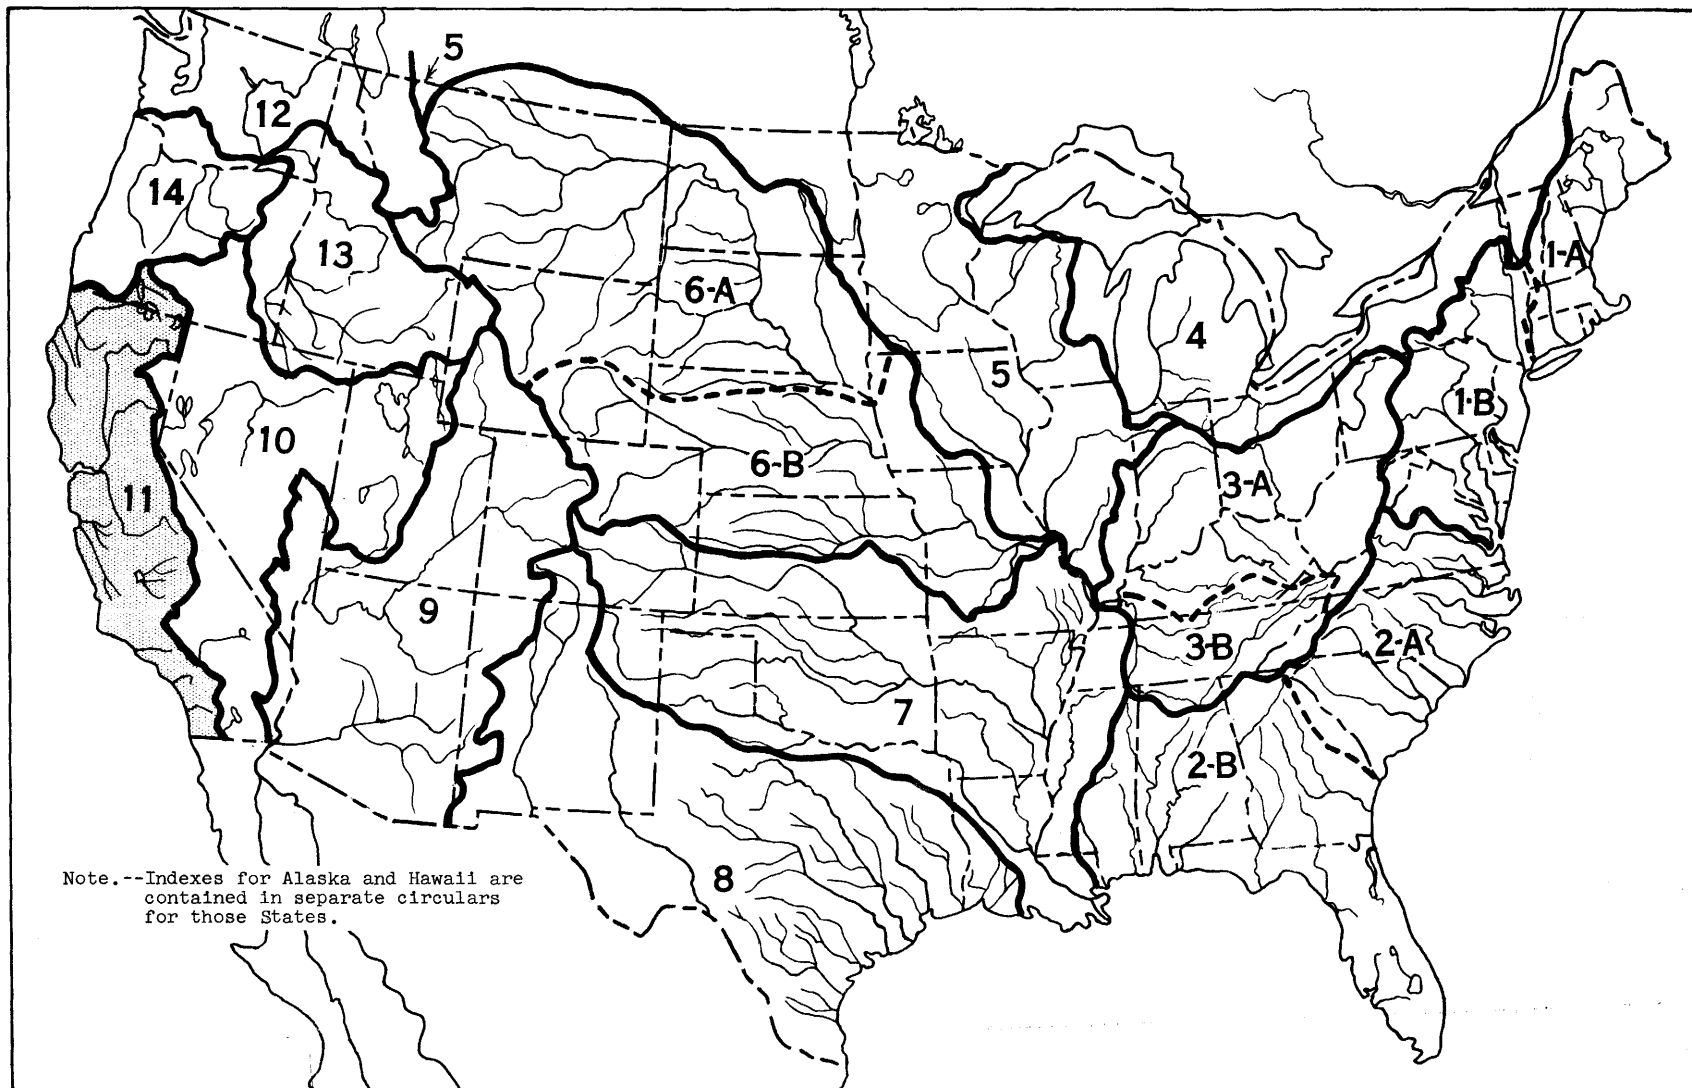 5
12
14
13
1-A
6-A
4
5
1-B
10
6-B
3-A
11
9
3-B
2-A
7
2-B
8
Note.--Indexes for Alaska and Hawaii are
contained in separate circulars
for those States.